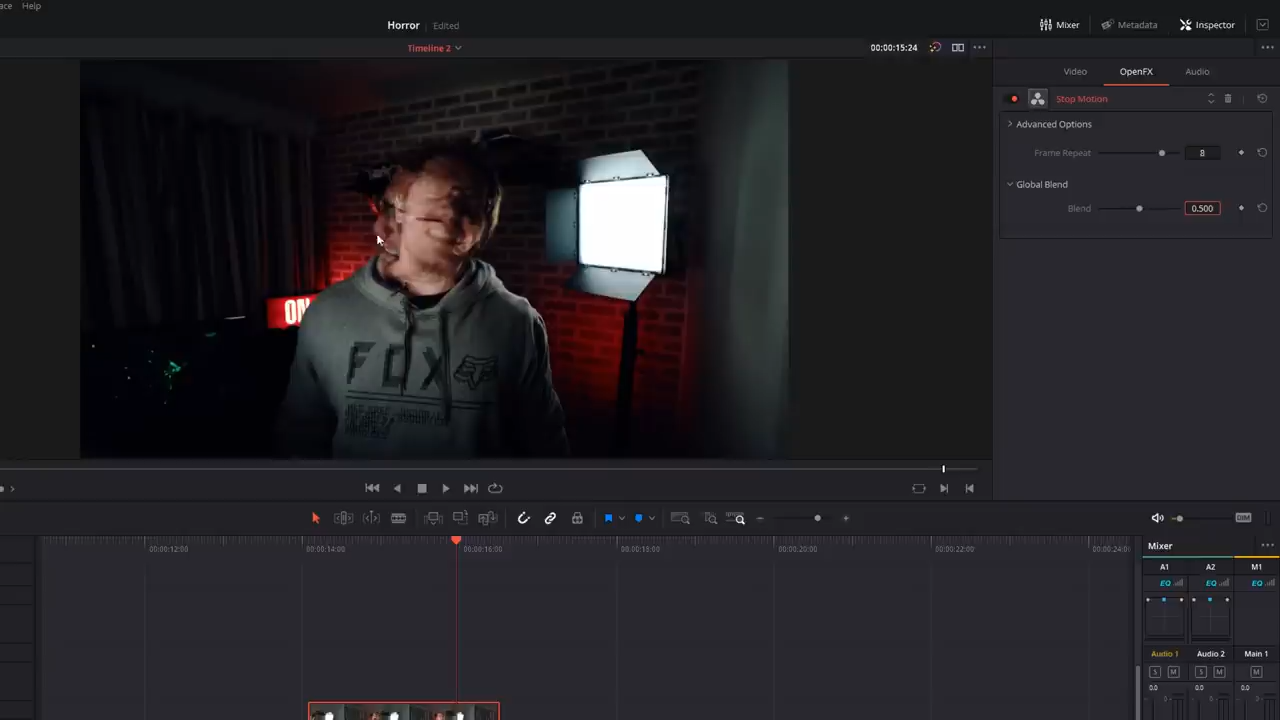 ace Help
Horror Edited
Mixer Metadata Inspector
Timeline 2
00:00:15:24
Video OpenFX Audio
Stop Motion
Advanced Options
Frame Repeat 8
Global Blend
Blend 0.500
ON
FOX
DIM
00:00:12:00 00:00:14:00 00:00:16:00 00:00:18:00 00:00:20:00 00:00:22:00 00:00:24:0
Mixer
A1 A2 M1
EQ EQ EQ
Audio 1 Audio 2 Main 1
S M S M M
0.0 0.0 0.0